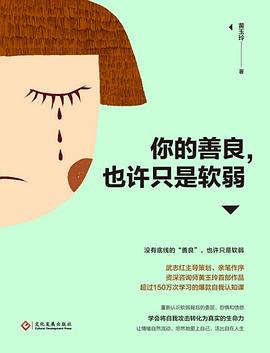 黄玉玲
著
你的善良，
也许只是软弱
没有底线的“善良”，也许只是软弱
武志红主导策划、亲笔作序
资深咨询师黄玉玲首部作品
超过150万次学习的爆款自我认知课
重新认识软弱背后的委屈、恐惧和愤怒
学会将自我攻击转化为真实的生命力
让情绪自然流动，坦然地爱上自己，活出自在人生
文化发展出版社
Cultural Development Press